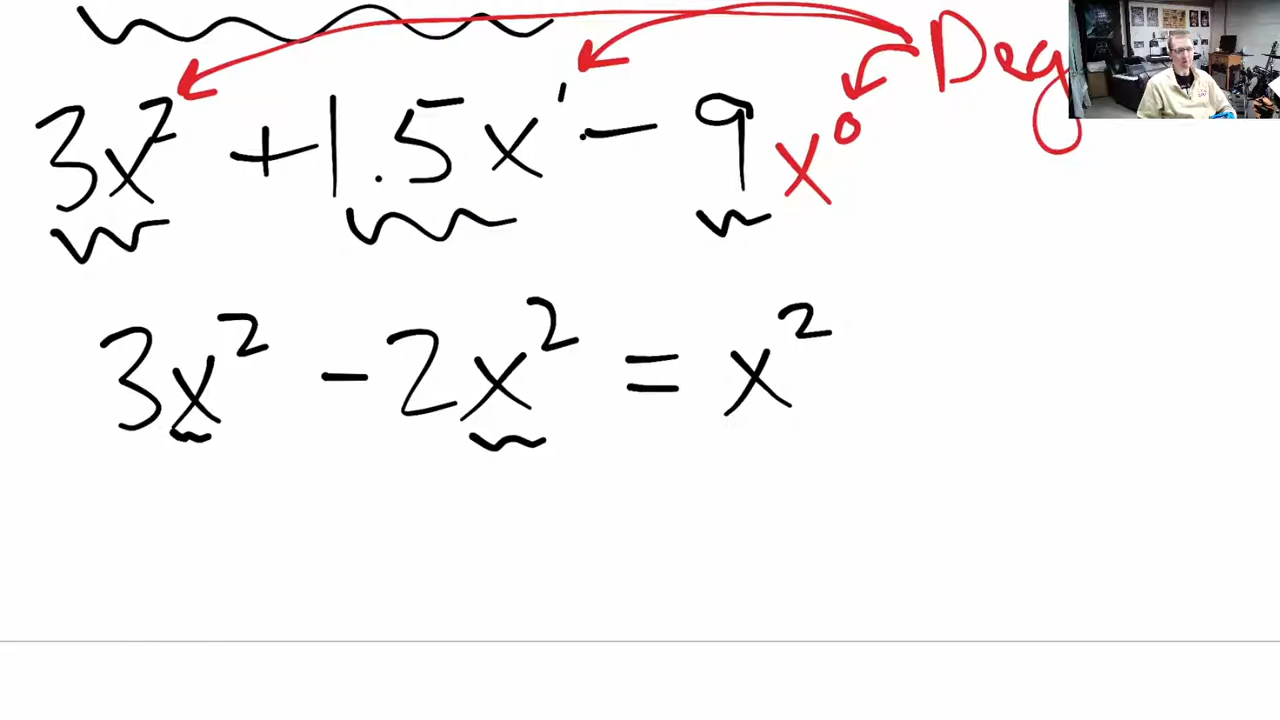 3x² + 1.5x¹ - 9x⁰ Deg
3x² - 2x² = x²